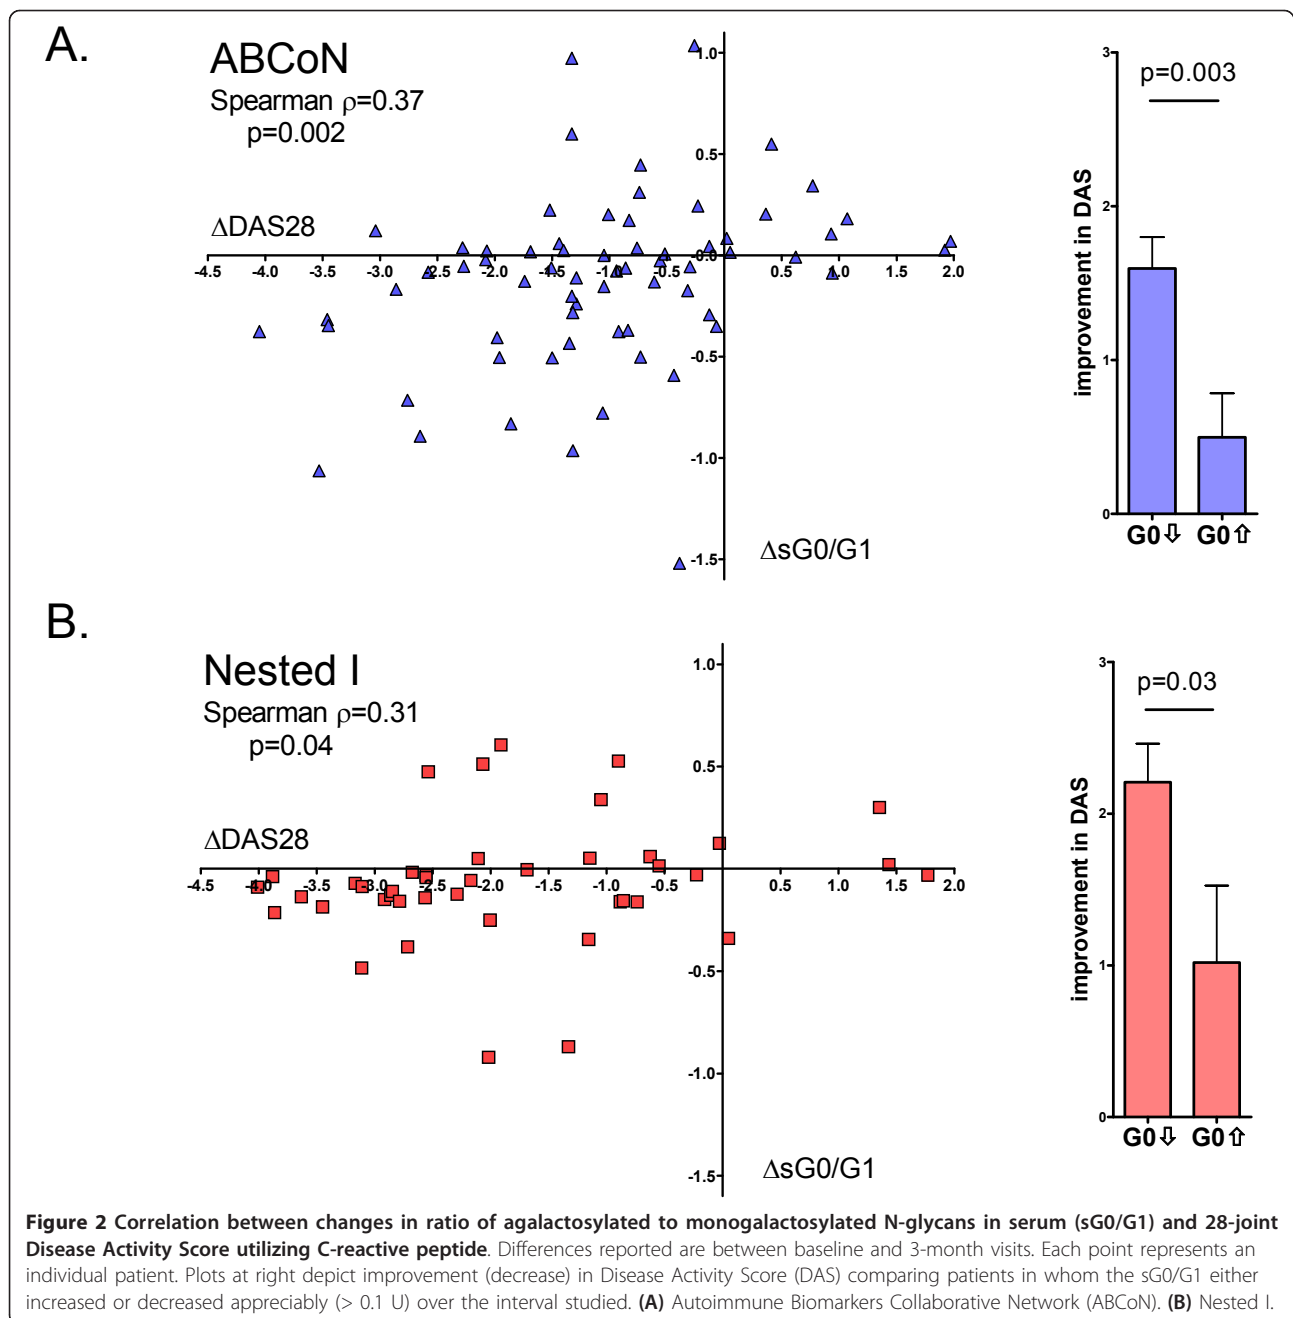 A.
ABCoN
Spearman ρ=0.37
p=0.002
ΔDAS28
1.0
0.5
0.0
-4.5 -4.0 -3.5 -3.0 -2.5 -2.0 -1.5 -1.0 -0.5 0.5 1.0 1.5 2.0
-0.5
-1.0
-1.5
ΔsG0/G1
p=0.003
improvement in DAS
3
2
1
0
G0⇩ G0⇧
B.
Nested I
Spearman ρ=0.31
p=0.04
ΔDAS28
1.0
0.5
-4.5 -4.0 -3.5 -3.0 -2.5 -2.0 -1.5 -1.0 -0.5 0.5 1.0 1.5 2.0
-0.5
-1.0
-1.5
ΔsG0/G1
p=0.03
improvement in DAS
3
2
1
0
G0⇩ G0⇧
Figure 2 Correlation between changes in ratio of agalactosylated to monogalactosylated N-glycans in serum (sG0/G1) and 28-joint
Disease Activity Score utilizing C-reactive peptide. Differences reported are between baseline and 3-month visits. Each point represents an
individual patient. Plots at right depict improvement (decrease) in Disease Activity Score (DAS) comparing patients in whom the sG0/G1 either
increased or decreased appreciably (> 0.1 U) over the interval studied. (A) Autoimmune Biomarkers Collaborative Network (ABCoN). (B) Nested I.